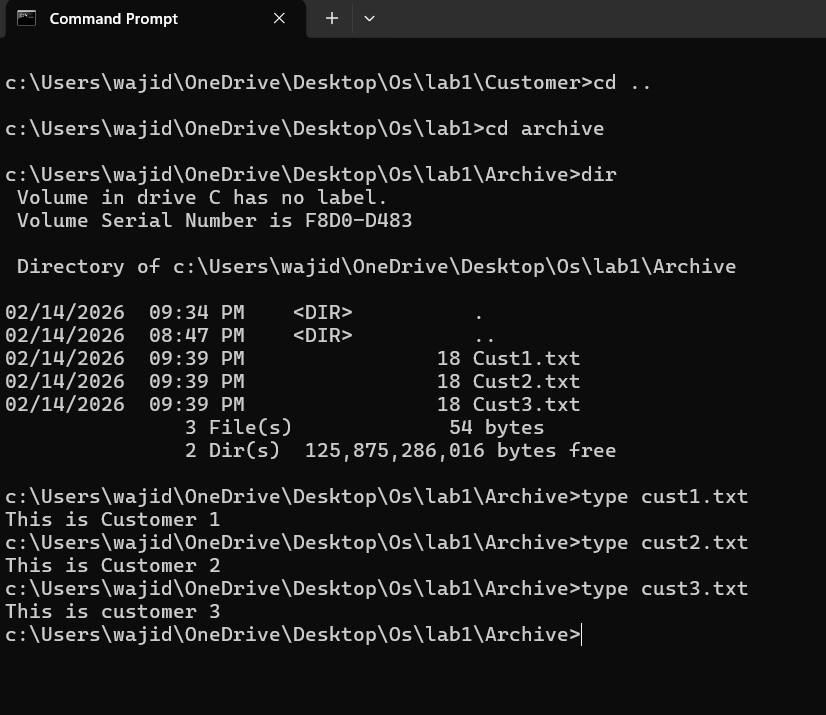 Command Prompt
c:\Users\wajid\OneDrive\Desktop\Os\lab1\Customer>cd ..
c:\Users\wajid\OneDrive\Desktop\Os\lab1>cd archive
c:\Users\wajid\OneDrive\Desktop\Os\lab1\Archive>dir
 Volume in drive C has no label.
 Volume Serial Number is F8D0-D483
 Directory of c:\Users\wajid\OneDrive\Desktop\Os\lab1\Archive
02/14/2026  09:34 PM    <DIR>          .
02/14/2026  08:47 PM    <DIR>          ..
02/14/2026  09:39 PM                18 Cust1.txt
02/14/2026  09:39 PM                18 Cust2.txt
02/14/2026  09:39 PM                18 Cust3.txt
               3 File(s)             54 bytes
               2 Dir(s)  125,875,286,016 bytes free
c:\Users\wajid\OneDrive\Desktop\Os\lab1\Archive>type cust1.txt
This is Customer 1
c:\Users\wajid\OneDrive\Desktop\Os\lab1\Archive>type cust2.txt
This is Customer 2
c:\Users\wajid\OneDrive\Desktop\Os\lab1\Archive>type cust3.txt
This is customer 3
c:\Users\wajid\OneDrive\Desktop\Os\lab1\Archive>